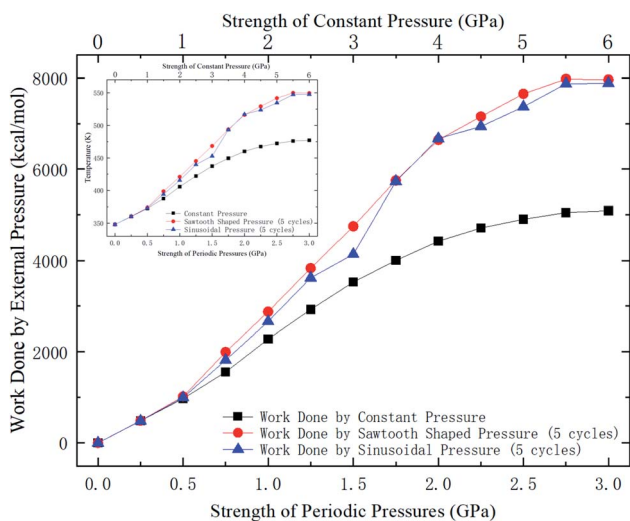 Strength of Constant Pressure (GPa)
0 1 2 3 4 5 6
Work Done by External Pressure (kcal/mol)
8000
6000
4000
2000
0
Strength of Constant Pressure (GPa)
0 1 2 3 4 5 6
Temperature (K)
550
500
450
400
350
Constant Pressure
Sawtooth Shaped Pressure (5 cycles)
Sinusoidal Pressure (5 cycles)
0.0 0.5 1.0 1.5 2.0 2.5 3.0
Strength of Periodic Pressures (GPa)
Work Done by Constant Pressure
Work Done by Sawtooth Shaped Pressure (5 cycles)
Work Done by Sinusoidal Pressure (5 cycles)
0.0 0.5 1.0 1.5 2.0 2.5 3.0
Strength of Periodic Pressures (GPa)